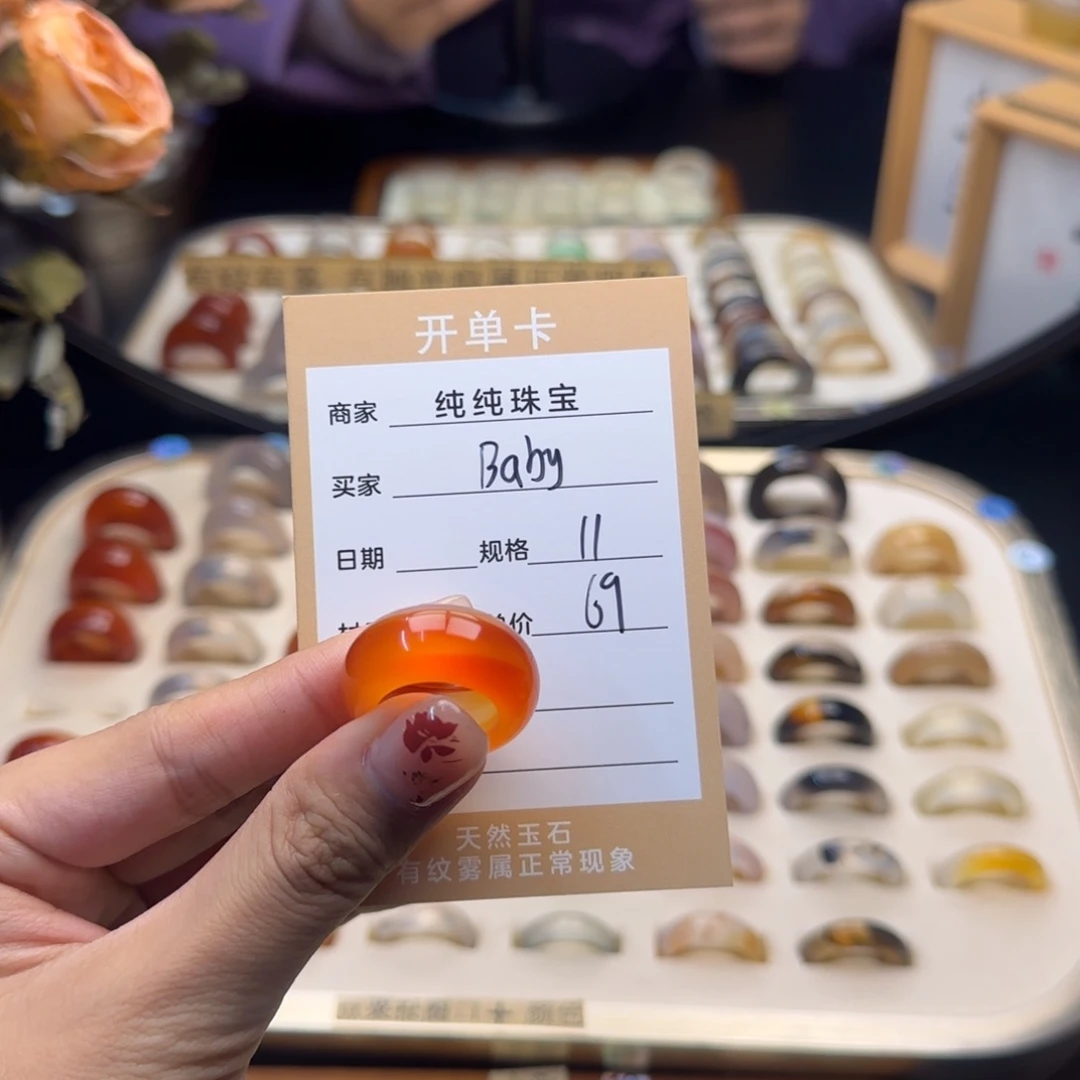 开单卡
商家 纯纯珠宝
买家 Baby
日期 规格 11
价 69
天然玉石
有纹雾属正常现象